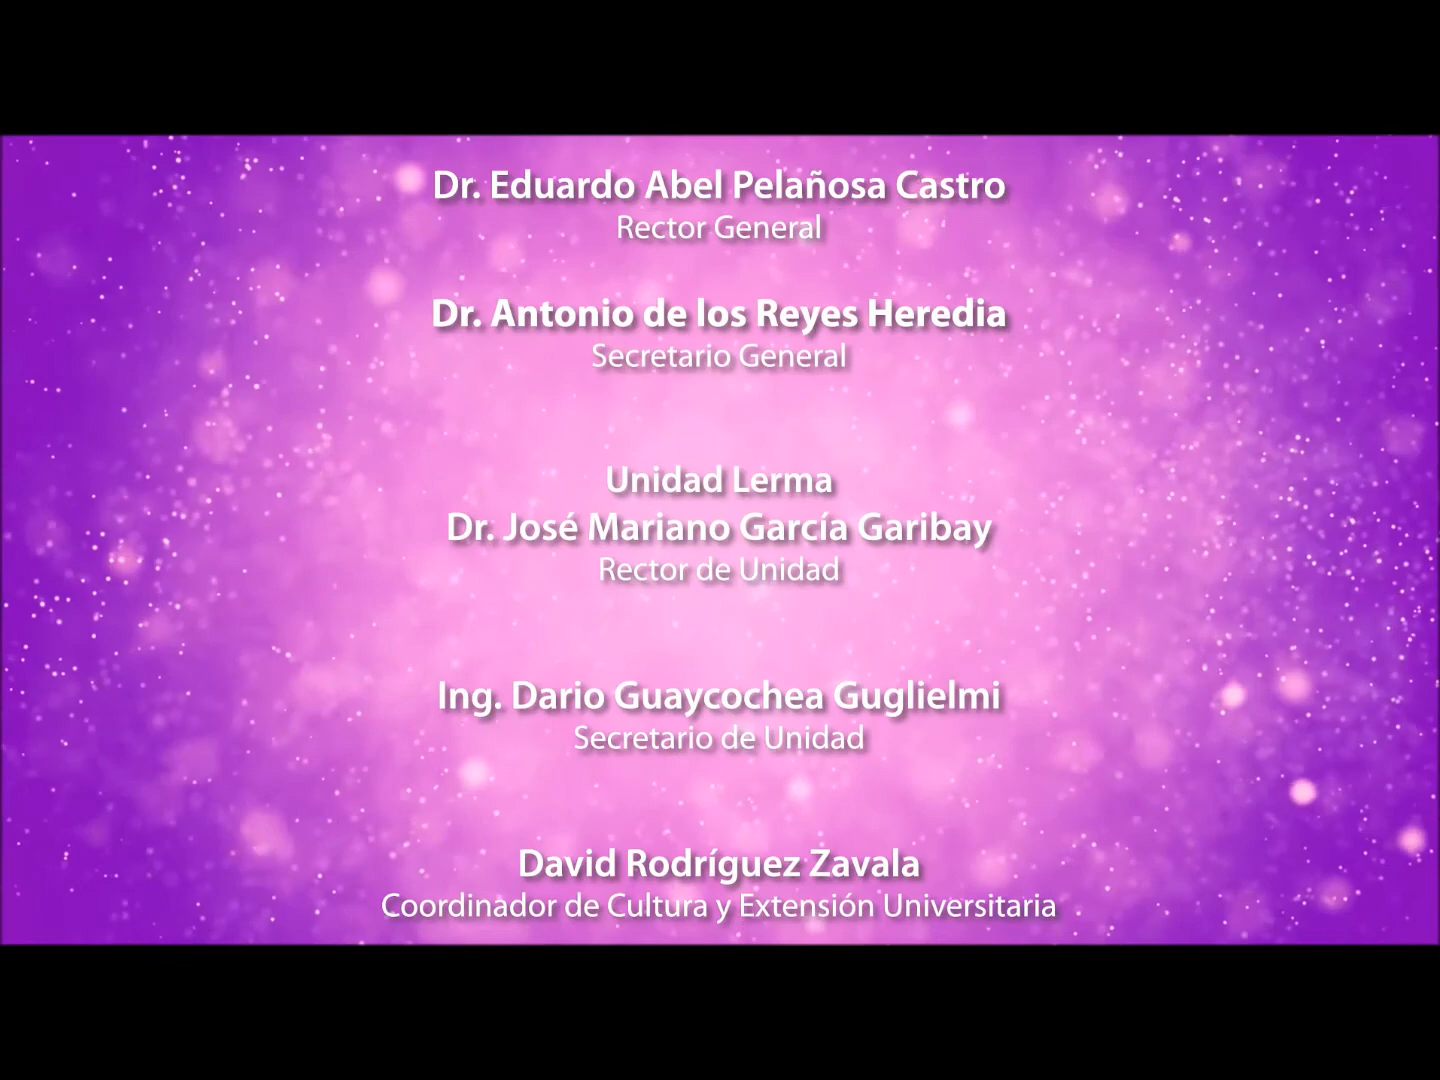 Dr. Eduardo Abel Pelañosa Castro
Rector General
Dr. Antonio de los Reyes Heredia
Secretario General
Unidad Lerma
Dr. José Mariano García Garibay
Rector de Unidad
Ing. Dario Guaycochea Guglielmi
Secretario de Unidad
David Rodríguez Zavala
Coordinador de Cultura y Extensión Universitaria